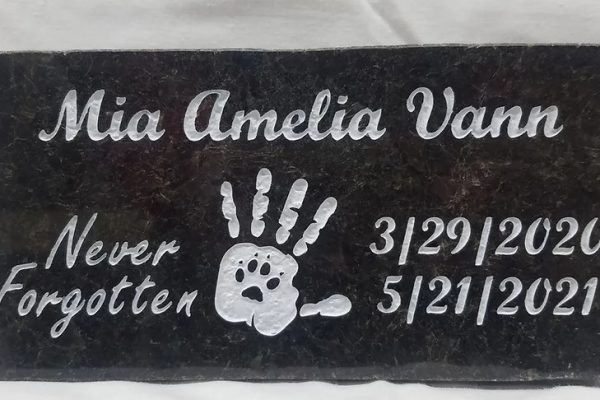 Mia Amelia Vann
Never
Forgotten
3/29/2020
5/21/2021